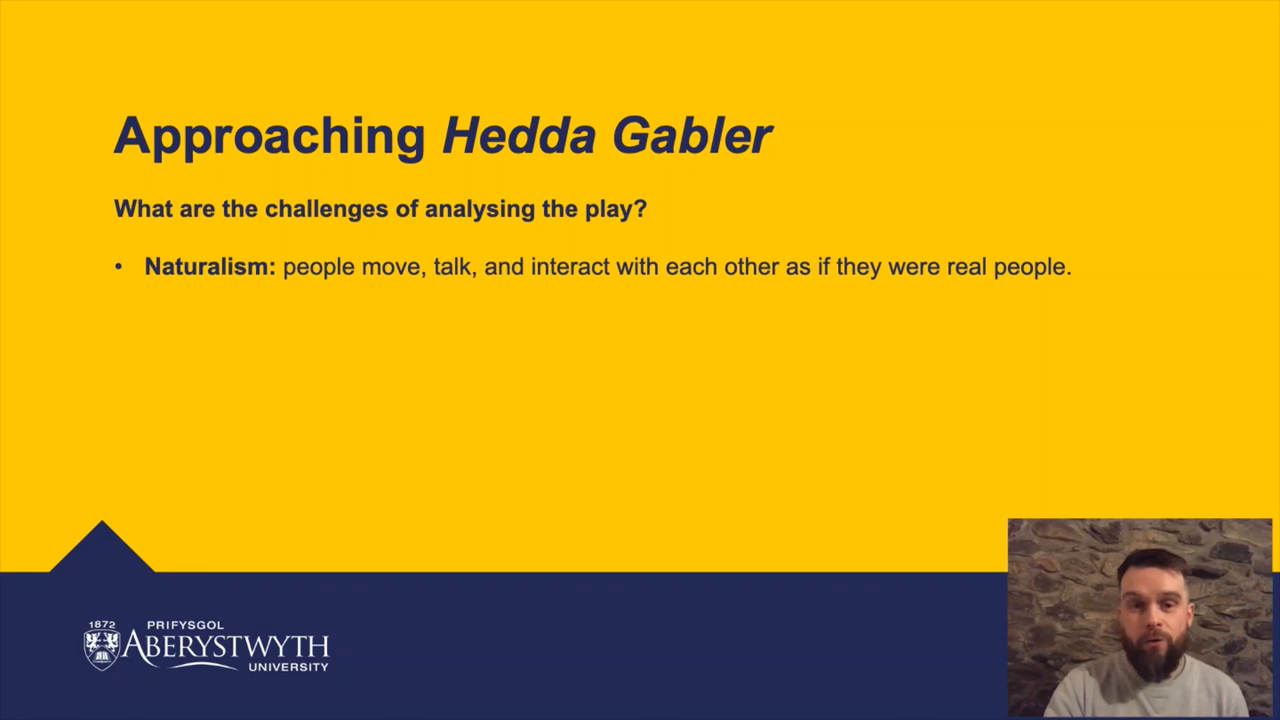 Approaching Hedda Gabler
What are the challenges of analysing the play?
• Naturalism: people move, talk, and interact with each other as if they were real people.
1872 PRIFYSGOL
ABERYSTWYTH
UNIVERSITY